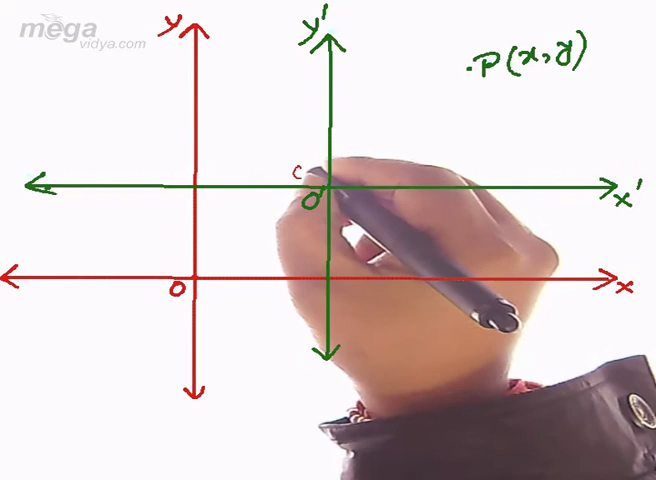 mega
vidya.com
y
y'
.P(x, y)
C
O'
x'
O
x